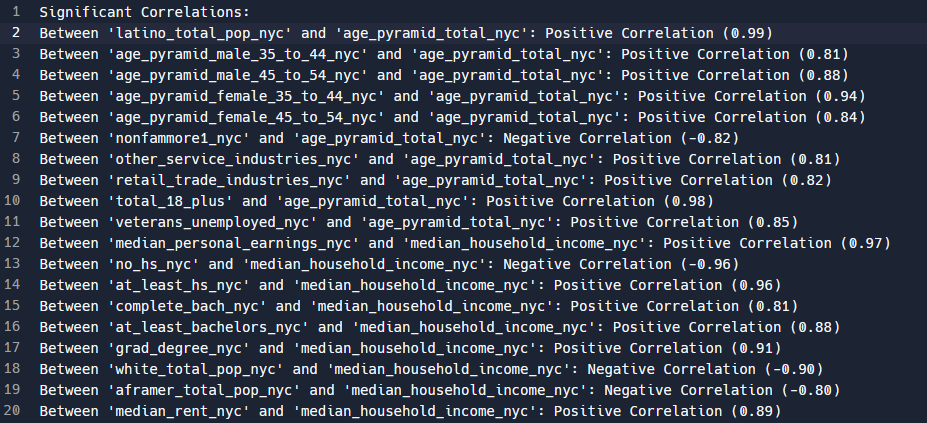 1 Significant Correlations:
2 Between 'latino_total_pop_nyc' and 'age_pyramid_total_nyc': Positive Correlation (0.99)
3 Between 'age_pyramid_male_35_to_44_nyc' and 'age_pyramid_total_nyc': Positive Correlation (0.81)
4 Between 'age_pyramid_male_45_to_54_nyc' and 'age_pyramid_total_nyc': Positive Correlation (0.88)
5 Between 'age_pyramid_female_35_to_44_nyc' and 'age_pyramid_total_nyc': Positive Correlation (0.94)
6 Between 'age_pyramid_female_45_to_54_nyc' and 'age_pyramid_total_nyc': Positive Correlation (0.84)
7 Between 'nonfammore1_nyc' and 'age_pyramid_total_nyc': Negative Correlation (-0.82)
8 Between 'other_service_industries_nyc' and 'age_pyramid_total_nyc': Positive Correlation (0.81)
9 Between 'retail_trade_industries_nyc' and 'age_pyramid_total_nyc': Positive Correlation (0.82)
10 Between 'total_18_plus' and 'age_pyramid_total_nyc': Positive Correlation (0.98)
11 Between 'veterans_unemployed_nyc' and 'age_pyramid_total_nyc': Positive Correlation (0.85)
12 Between 'median_personal_earnings_nyc' and 'median_household_income_nyc': Positive Correlation (0.97)
13 Between 'no_hs_nyc' and 'median_household_income_nyc': Negative Correlation (-0.96)
14 Between 'at_least_hs_nyc' and 'median_household_income_nyc': Positive Correlation (0.96)
15 Between 'complete_bach_nyc' and 'median_household_income_nyc': Positive Correlation (0.81)
16 Between 'at_least_bachelors_nyc' and 'median_household_income_nyc': Positive Correlation (0.88)
17 Between 'grad_degree_nyc' and 'median_household_income_nyc': Positive Correlation (0.91)
18 Between 'white_total_pop_nyc' and 'median_household_income_nyc': Negative Correlation (-0.90)
19 Between 'aframer_total_pop_nyc' and 'median_household_income_nyc': Negative Correlation (-0.80)
20 Between 'median_rent_nyc' and 'median_household_income_nyc': Positive Correlation (0.89)